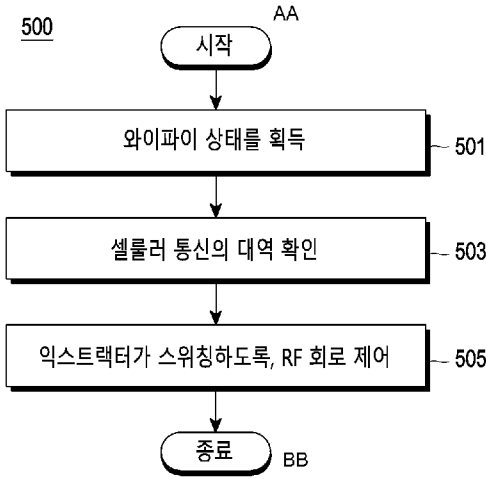 500
AA
시작
와이파이 상태를 획득
501
셀룰러 통신의 대역 확인
503
익스트랙터가 스위칭하도록, RF 회로 제어
505
종료
BB